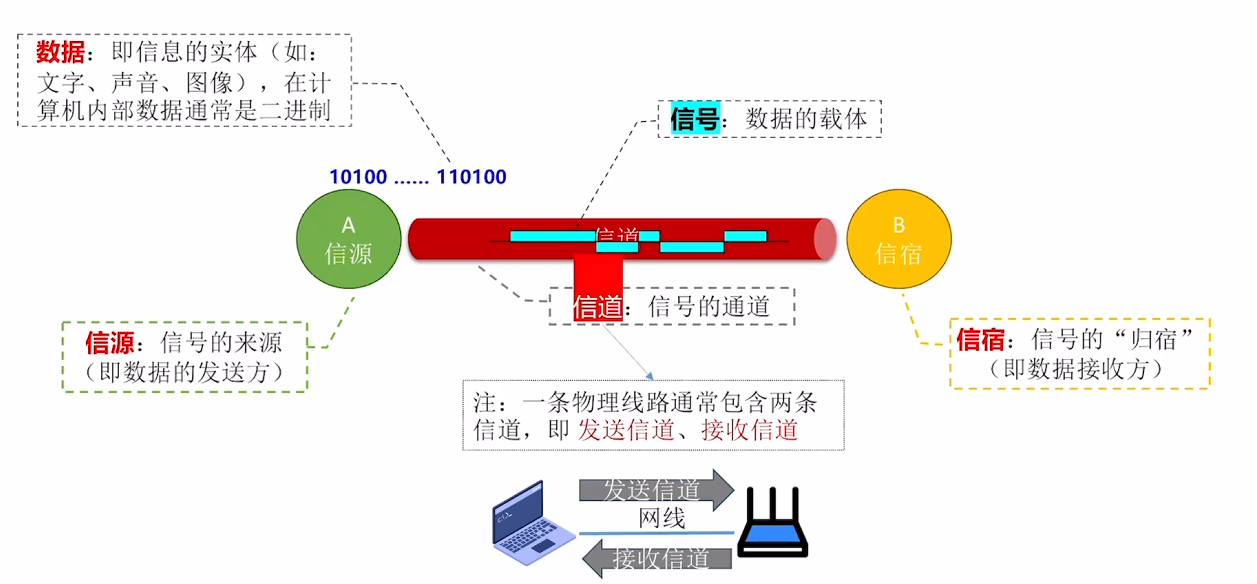 数据：即信息的实体（如：
文字、声音、图像），在计
算机内部数据通常是二进制
信号：数据的载体
10100 …… 110100
A
信源
信道
B
信宿
信道：信号的通道
信源：信号的来源
（即数据的发送方）
信宿：信号的“归宿”
（即数据接收方）
注：一条物理线路通常包含两条
信道，即 发送信道、接收信道
发送信道
网线
接收信道